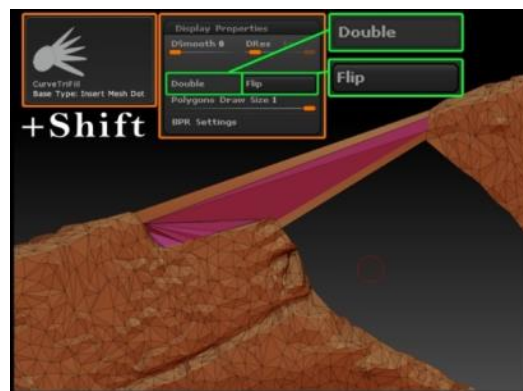 Display Properties
DSmooth 0 DRes
Double Flip
Polygons Draw Size 1
BPR Settings
CurveTriFill
Base Type: Insert Mesh Dot
+Shift
Double
Flip